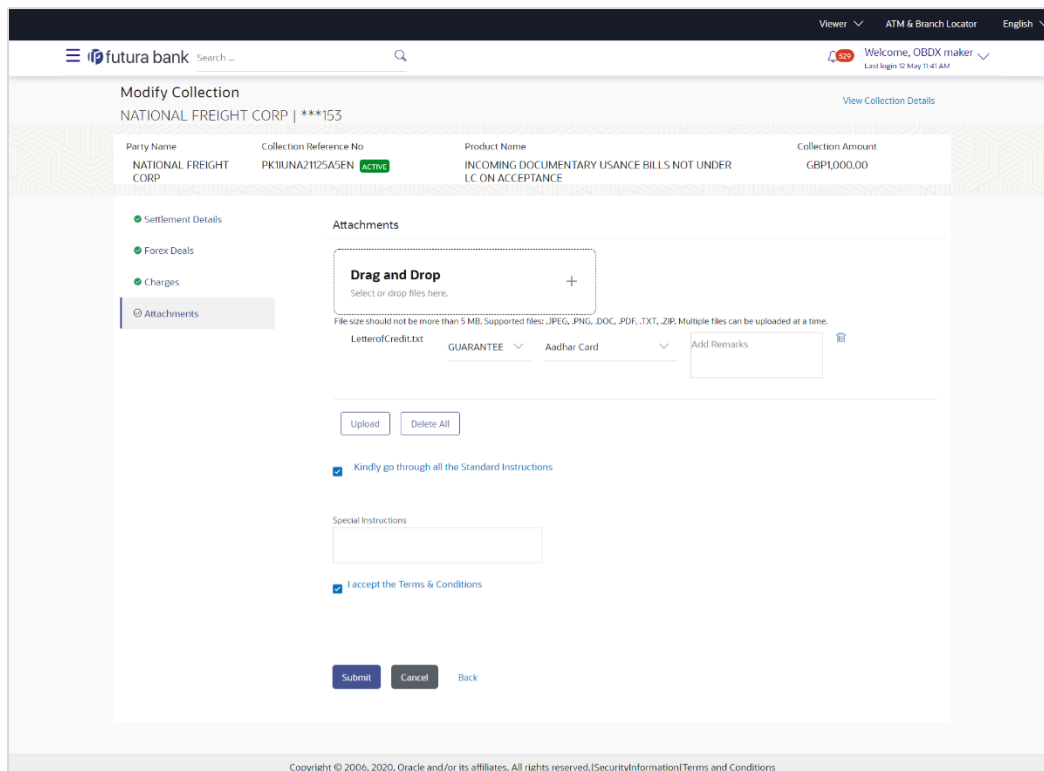 Viewer ATM & Branch Locator English
futura bank Search ... 529 Welcome, OBDX maker
Last login 12 May 11:41 AM
Modify Collection
View Collection Details
NATIONAL FREIGHT CORP | ***153
Party Name Collection Reference No Product Name Collection Amount
NATIONAL FREIGHT CORP PK1IUNA21125A5EN ACTIVE INCOMING DOCUMENTARY USANCE BILLS NOT UNDER LC ON ACCEPTANCE GBP1,000.00
Settlement Details
Forex Deals
Charges
Attachments
Attachments
Drag and Drop
Select or drop files here.
File size should not be more than 5 MB. Supported files: .JPEG, .PNG, .DOC, .PDF, .TXT, .ZIP. Multiple files can be uploaded at a time.
LetterofCredit.txt GUARANTEE Aadhar Card Add Remarks
Upload Delete All
Kindly go through all the Standard Instructions
Special Instructions
I accept the Terms & Conditions
Submit Cancel Back
Copyright © 2006, 2020, Oracle and/or its affiliates. All rights reserved.|SecurityInformation|Terms and Conditions